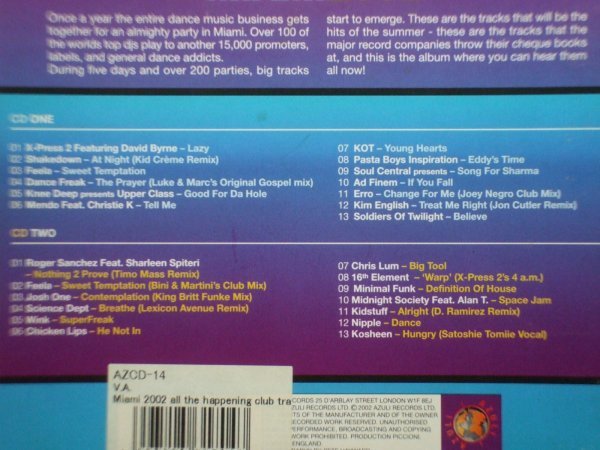 Once a year the entire dance music business gets
together for an almighty party in Miami. Over 100 of
the worlds top djs play to another 15,000 promoters,
labels, and general dance addicts.
During five days and over 200 parties, big tracks
start to emerge. These are the tracks that will be the
hits of the summer - these are the tracks that the
major record companies throw their cheque books
at, and this is the album where you can hear them
all now!
CD ONE
01 X-Press 2 Featuring David Byrne – Lazy
02 Shakedown – At Night (Kid Crème Remix)
03 Feela – Sweet Temptation
04 Dance Freak – The Prayer (Luke & Marc's Original Gospel mix)
05 Knee Deep presents Upper Class – Good For Da Hole
06 Mendo Feat. Christie K – Tell Me
07 KOT – Young Hearts
08 Pasta Boys Inspiration – Eddy's Time
09 Soul Central presents – Song For Sharma
10 Ad Finem – If You Fall
11 Erro – Change For Me (Joey Negro Club Mix)
12 Kim English – Treat Me Right (Jon Cutler Remix)
13 Soldiers Of Twilight – Believe
CD TWO
01 Roger Sanchez Feat. Sharleen Spiteri
– Nothing 2 Prove (Timo Mass Remix)
02 Feela – Sweet Temptation (Bini & Martini's Club Mix)
03 Josh One – Contemplation (King Britt Funke Mix)
04 Science Dept – Breathe (Lexicon Avenue Remix)
05 Wink – SuperFreak
06 Chicken Lips – He Not In
07 Chris Lum – Big Tool
08 16th Element – 'Warp' (X-Press 2's 4 a.m.)
09 Minimal Funk – Definition Of House
10 Midnight Society Feat. Alan T. – Space Jam
11 Kidstuff – Alright (D. Ramirez Remix)
12 Nipple – Dance
13 Kosheen – Hungry (Satoshie Tomiie Vocal)
AZCD-14
V.A.
Miami 2002 all the happening club tra
CORDS 25 D'ARBLAY STREET LONDON W1F 8EJ
AZULI RECORDS LTD. © 2002 AZULI RECORDS LTD.
TS OF THE MANUFACTURER AND OF THE OWNER
RECORDED WORK RESERVED. UNAUTHORISED
PERFORMANCE, BROADCASTING AND COPYING
WORK PROHIBITED. PRODUCTION PICCIONI,
ENGLAND.